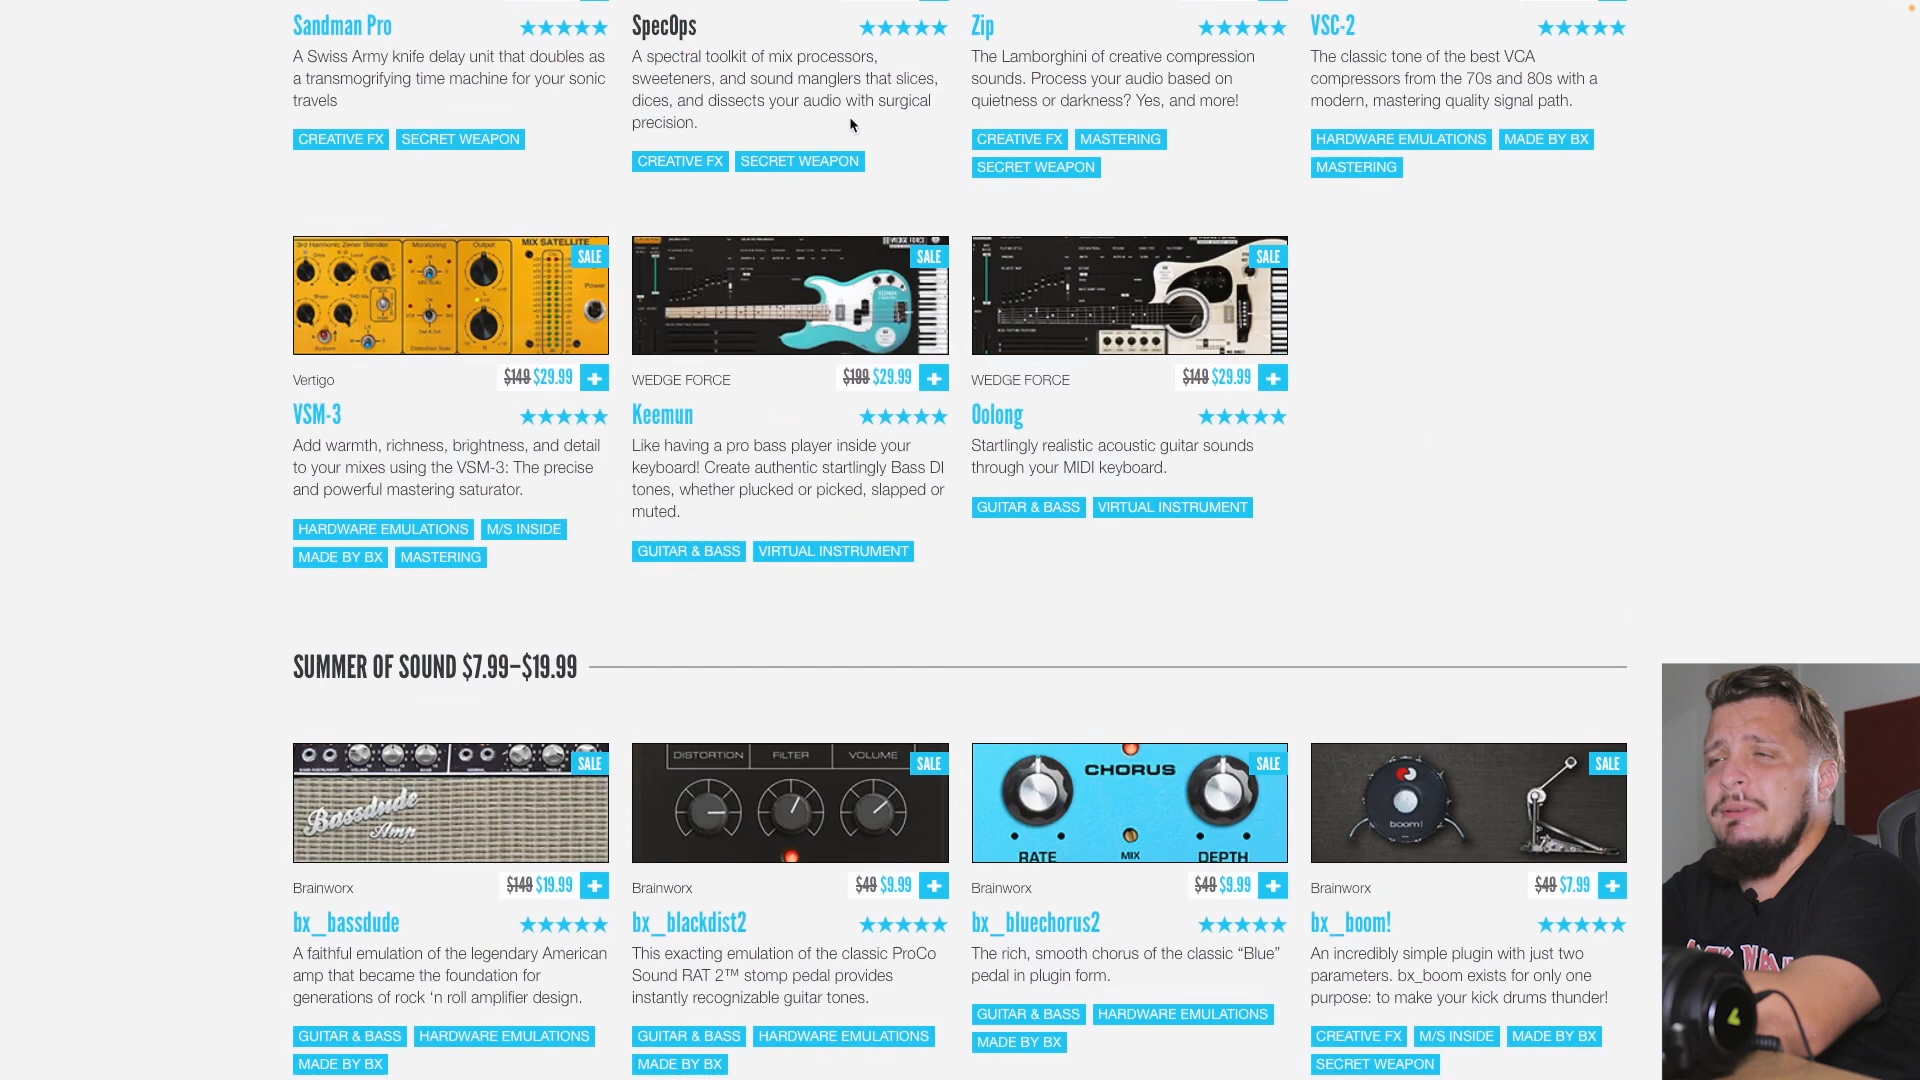 Sandman Pro
A Swiss Army knife delay unit that doubles as
a transmogrifying time machine for your sonic
travels
CREATIVE FX SECRET WEAPON
SpecOps
A spectral toolkit of mix processors,
sweeteners, and sound manglers that slices,
dices, and dissects your audio with surgical
precision.
CREATIVE FX SECRET WEAPON
Zip
The Lamborghini of creative compression
sounds. Process your audio based on
quietness or darkness? Yes, and more!
CREATIVE FX MASTERING
SECRET WEAPON
VSC-2
The classic tone of the best VCA
compressors from the 70s and 80s with a
modern, mastering quality signal path.
HARDWARE EMULATIONS MADE BY BX
MASTERING
3rd Harmonic Zener Blender Monitoring Output MIX SATELLITE
Power
SALE
Vertigo $149 $29.99 +
VSM-3
Add warmth, richness, brightness, and detail
to your mixes using the VSM-3: The precise
and powerful mastering saturator.
HARDWARE EMULATIONS M/S INSIDE
MADE BY BX MASTERING
WEDGE FORCE
SALE
WEDGE FORCE $199 $29.99 +
Keemun
Like having a pro bass player inside your
keyboard! Create authentic startlingly Bass DI
tones, whether plucked or picked, slapped or
muted.
GUITAR & BASS VIRTUAL INSTRUMENT
SALE
WEDGE FORCE $149 $29.99 +
Oolong
Startlingly realistic acoustic guitar sounds
through your MIDI keyboard.
GUITAR & BASS VIRTUAL INSTRUMENT
SUMMER OF SOUND $7.99–$19.99
SALE
Bassdude
Amp
Brainworx $149 $19.99 +
bx_bassdude
A faithful emulation of the legendary American
amp that became the foundation for
generations of rock ‘n roll amplifier design.
GUITAR & BASS HARDWARE EMULATIONS
MADE BY BX
DISTORTION FILTER VOLUME
SALE
Brainworx $49 $9.99 +
bx_blackdist2
This exacting emulation of the classic ProCo
Sound RAT 2™ stomp pedal provides
instantly recognizable guitar tones.
GUITAR & BASS HARDWARE EMULATIONS
MADE BY BX
SALE
CHORUS
RATE MIX DEPTH
Brainworx $49 $9.99 +
bx_bluechorus2
The rich, smooth chorus of the classic “Blue”
pedal in plugin form.
GUITAR & BASS HARDWARE EMULATIONS
MADE BY BX
SALE
boom!
Brainworx $49 $7.99 +
bx_boom!
An incredibly simple plugin with just two
parameters. bx_boom exists for only one
purpose: to make your kick drums thunder!
CREATIVE FX M/S INSIDE MADE BY BX
SECRET WEAPON